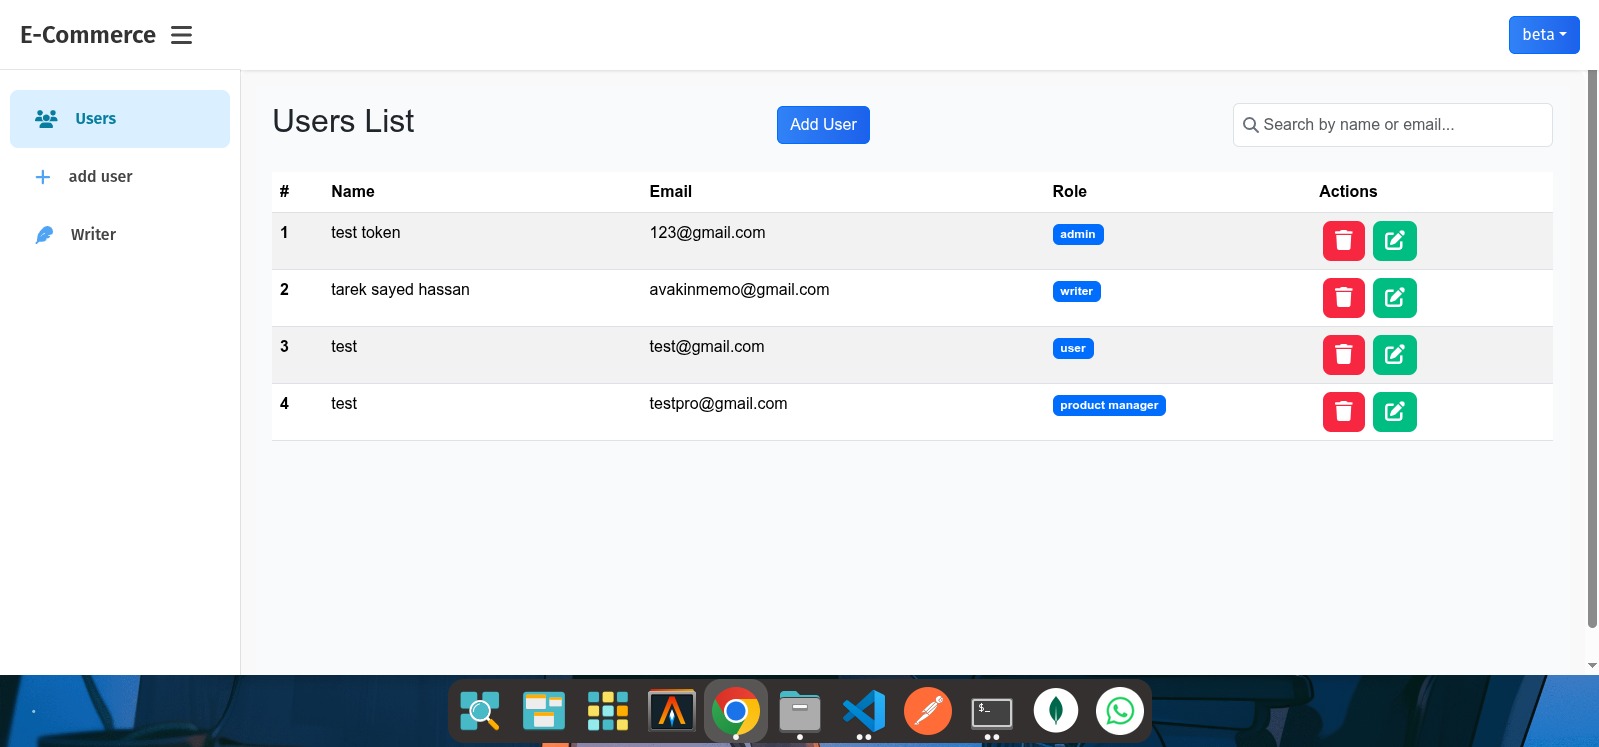 E-Commerce
beta
Users
add user
Writer
Users List
Add User
Search by name or email...
# Name Email Role Actions
1 test token 123@gmail.com admin
2 tarek sayed hassan avakinmemo@gmail.com writer
3 test test@gmail.com user
4 test testpro@gmail.com product manager
$_